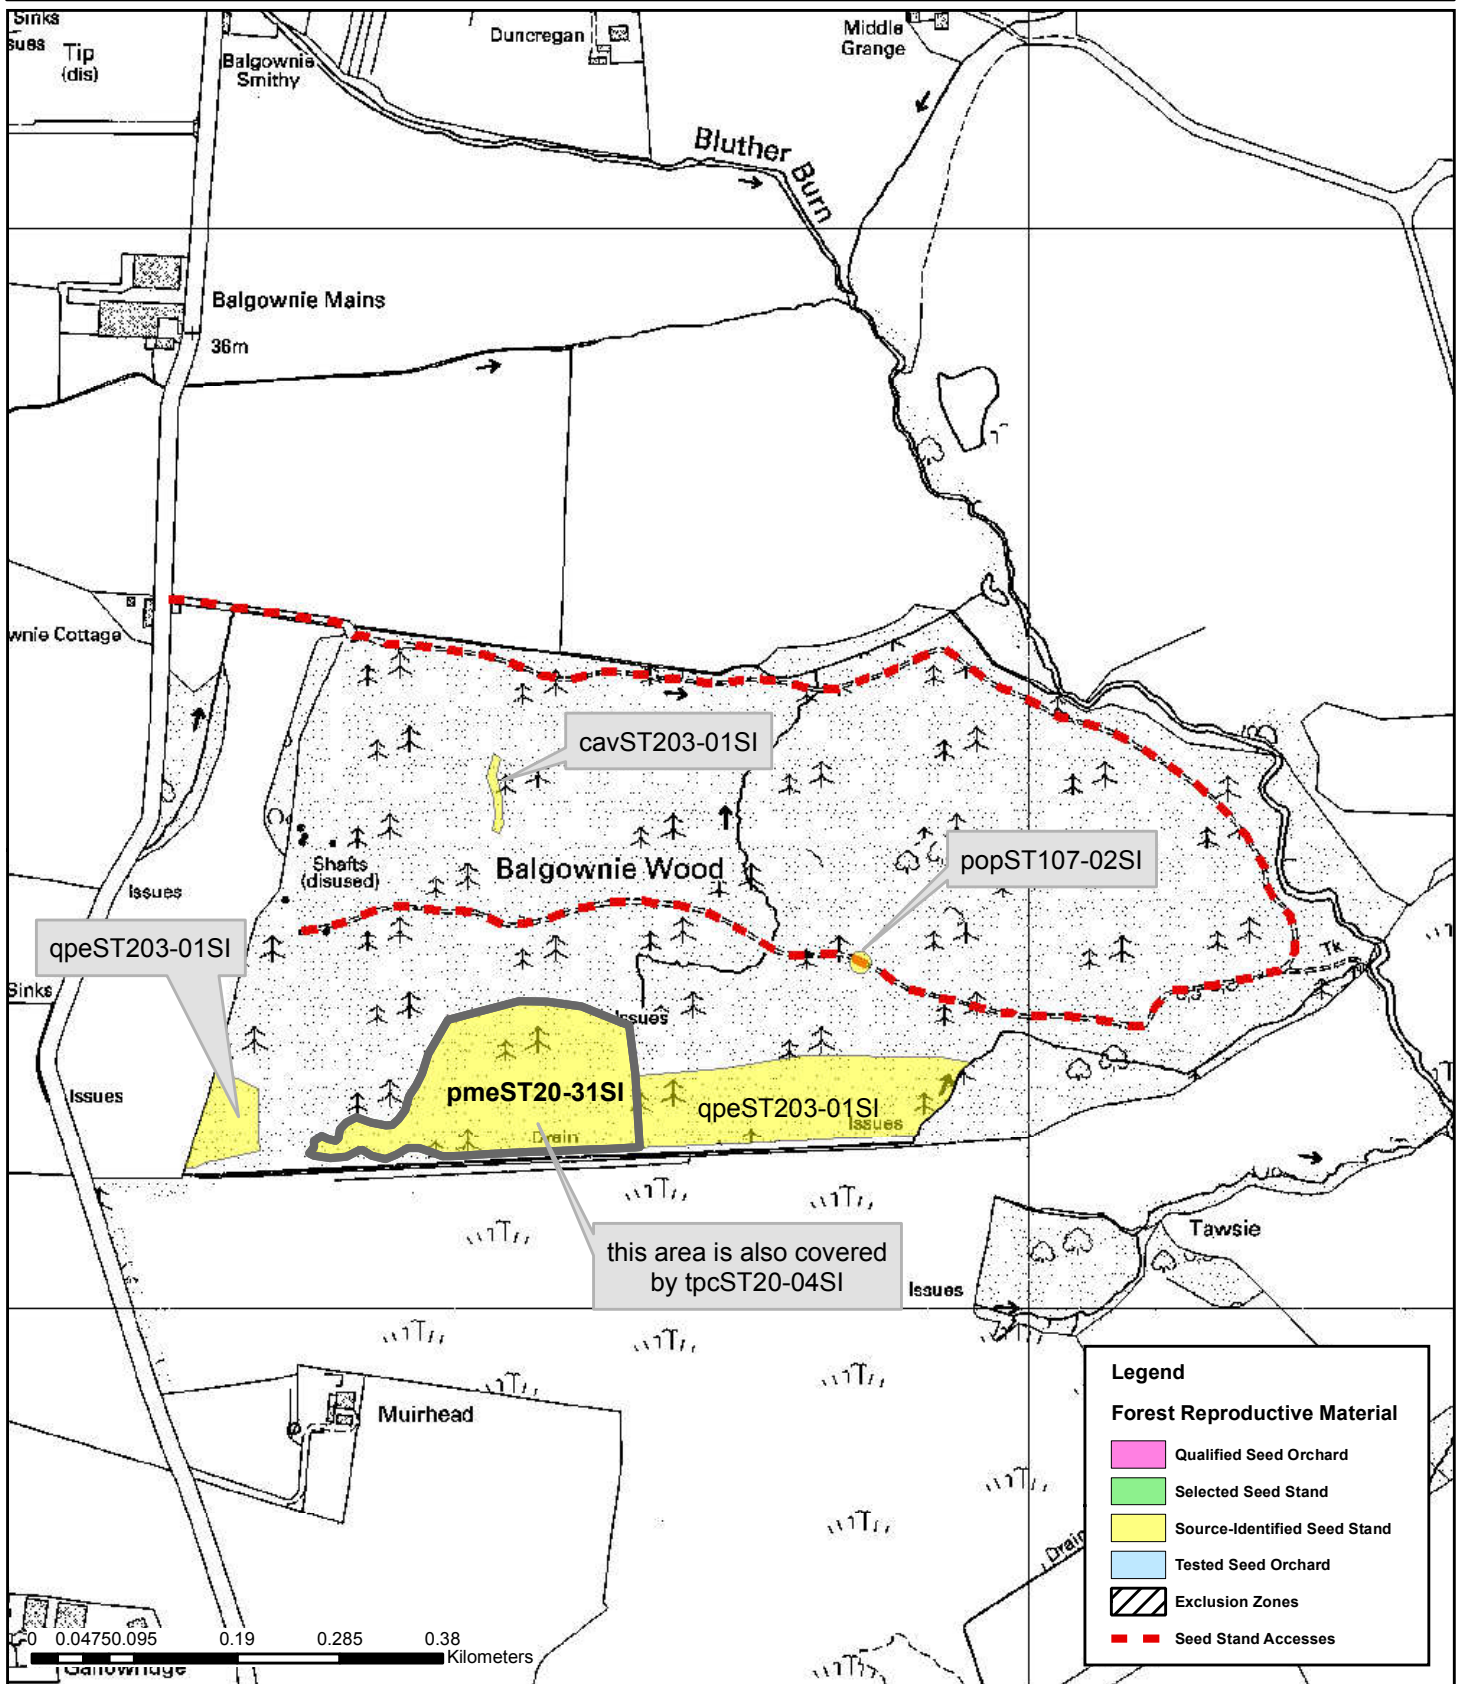 Sinks
sues
Tip
(dis)
Balgownie
Smithy
Duncregan
Middle
Grange
Bluther
Burn
Balgownie Mains
36m
wnie Cottage
cavST203-01SI
Shafts
(disused)
Balgownie Wood
popST107-02SI
Issues
qpeST203-01SI
Tk
Sinks
Issues
Issues
pmeST20-31SI
qpeST203-01SI
Issues
Drain
this area is also covered
by tpcST20-04SI
Tawsie
Issues
Muirhead
Drain
Legend
Forest Reproductive Material
Qualified Seed Orchard
Selected Seed Stand
Source-Identified Seed Stand
Tested Seed Orchard
Exclusion Zones
Seed Stand Accesses
0 0.0475 0.095 0.19 0.285 0.38
Kilometers